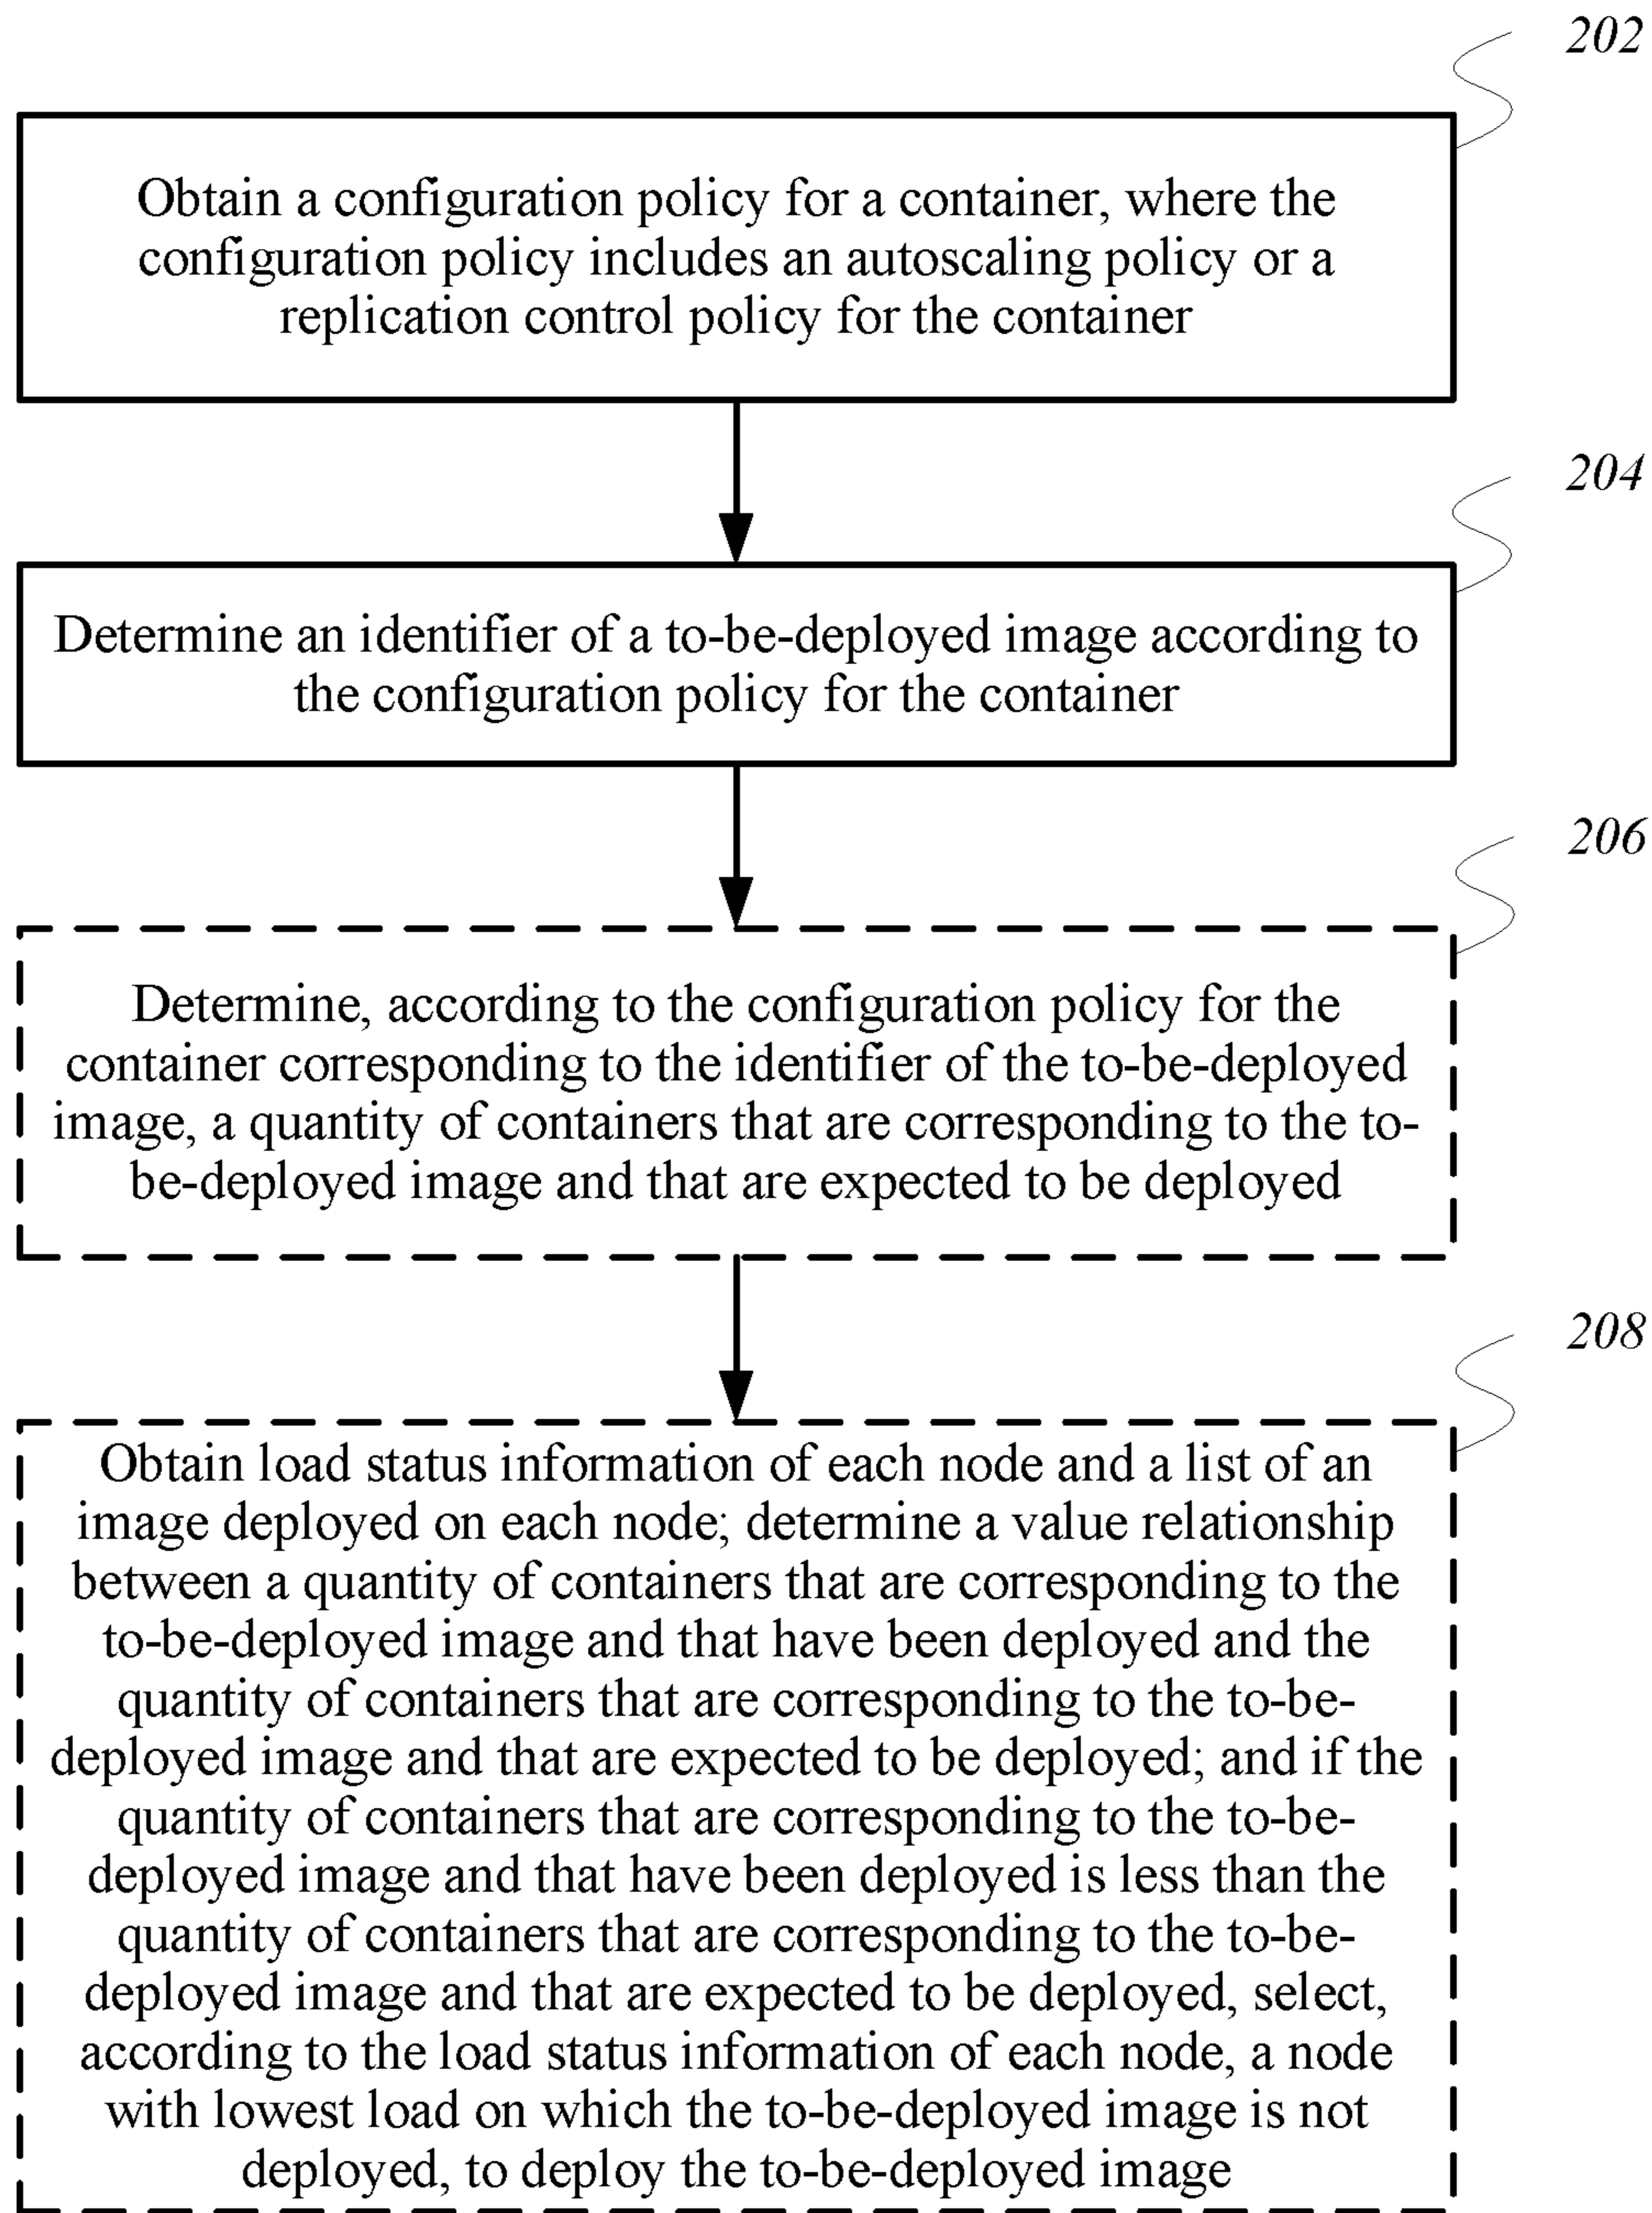 202
Obtain a configuration policy for a container, where the
configuration policy includes an autoscaling policy or a
replication control policy for the container
204
Determine an identifier of a to-be-deployed image according to
the configuration policy for the container
206
Determine, according to the configuration policy for the
container corresponding to the identifier of the to-be-deployed
image, a quantity of containers that are corresponding to the to-
be-deployed image and that are expected to be deployed
208
Obtain load status information of each node and a list of an
image deployed on each node; determine a value relationship
between a quantity of containers that are corresponding to the
to-be-deployed image and that have been deployed and the
quantity of containers that are corresponding to the to-be-
deployed image and that are expected to be deployed; and if the
quantity of containers that are corresponding to the to-be-
deployed image and that have been deployed is less than the
quantity of containers that are corresponding to the to-be-
deployed image and that are expected to be deployed, select,
according to the load status information of each node, a node
with lowest load on which the to-be-deployed image is not
deployed, to deploy the to-be-deployed image